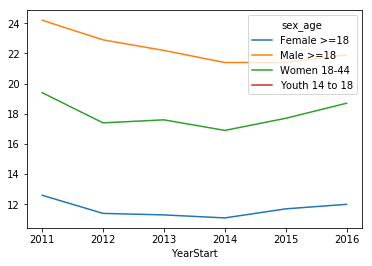 sex_age
Female >=18
Male >=18
Women 18-44
Youth 14 to 18
24
22
20
18
16
14
12
2011 2012 2013 2014 2015 2016
YearStart